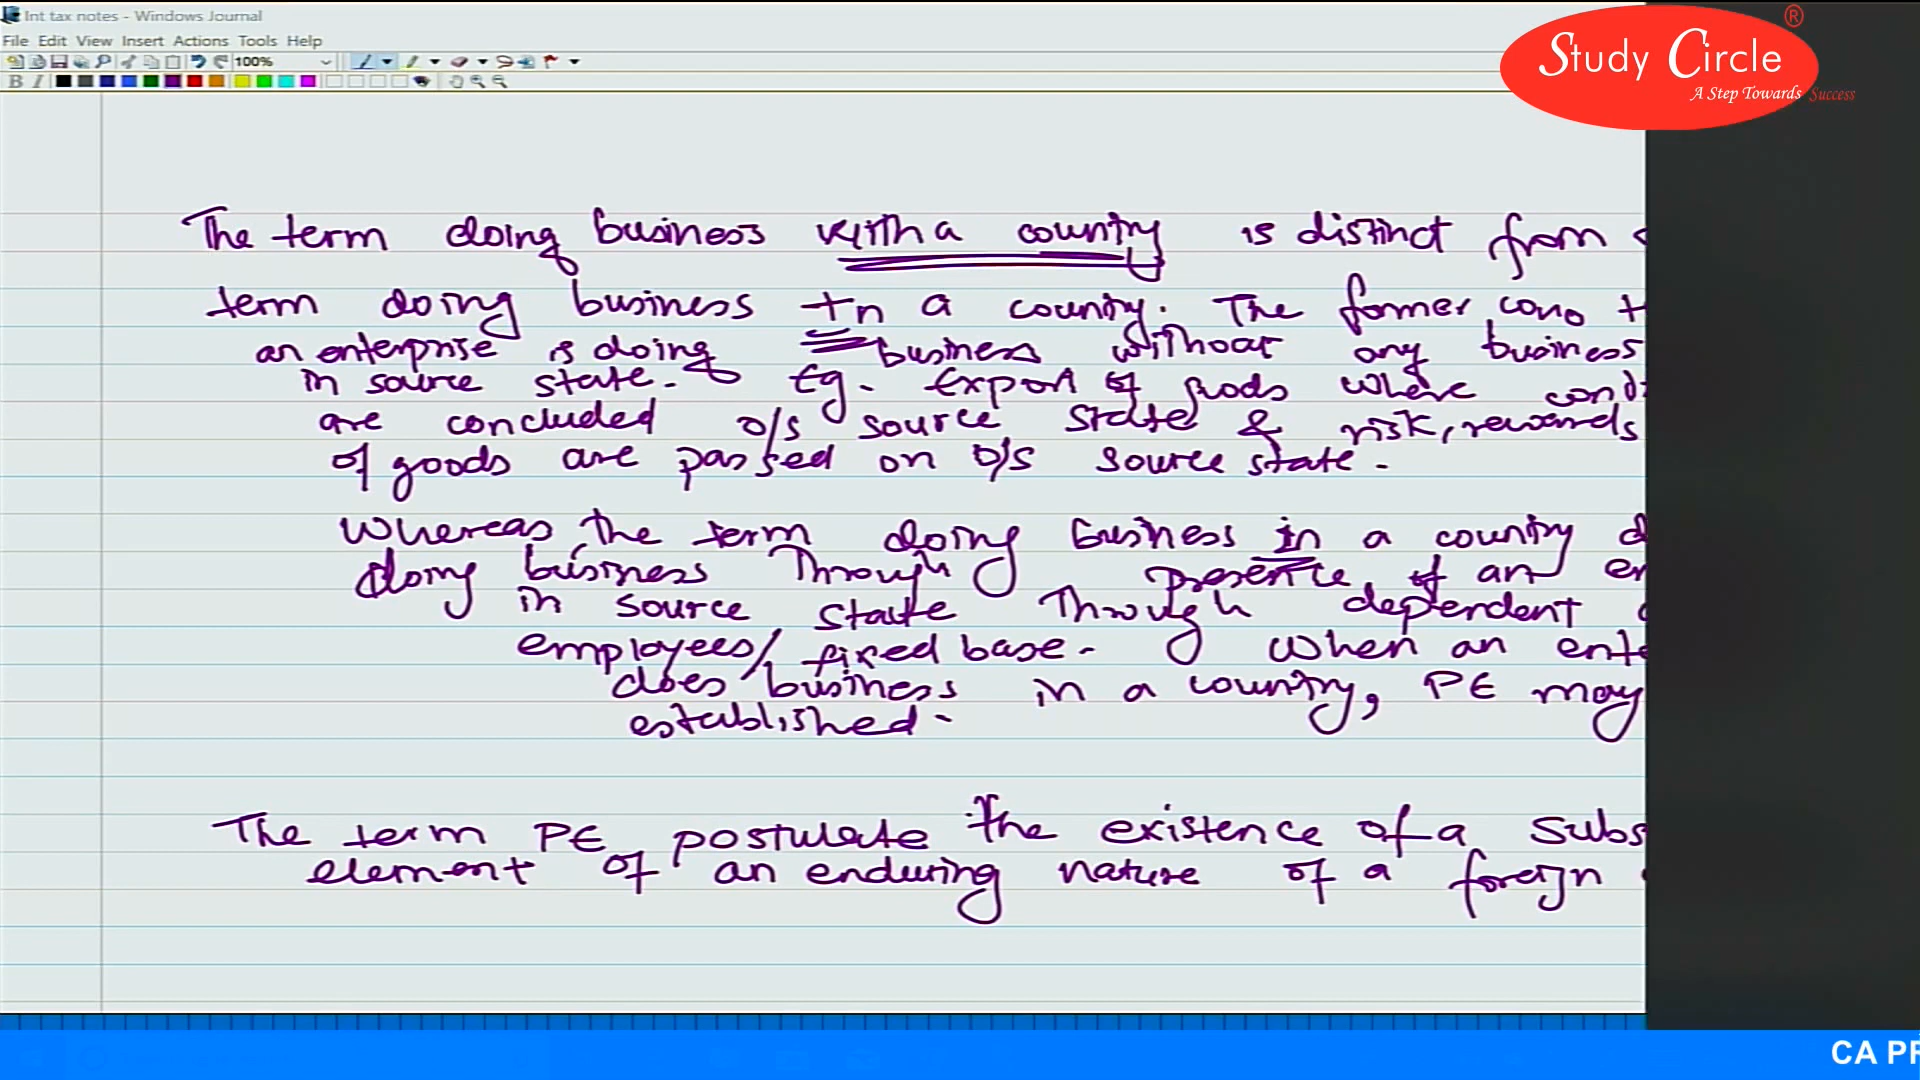 Int tax notes - Windows Journal
File Edit View Insert Actions Tools Help
100%
B I
Study Circle ®
A Step Towards Success
The term doing business with a country is distinct from
term doing business in a country. The former
an enterprise is doing business without any business
in source state. Eg. Export of goods where
are concluded o/s source state & risk, rewards
of goods are passed on o/s source state.
Whereas, the term doing business in a country
doing business through presence of an
in source state through dependent
employees/ fixed base. When an
does business in a country, PE may
established.
The term PE postulate the existence of a
element of an enduring nature of a foreign
CA